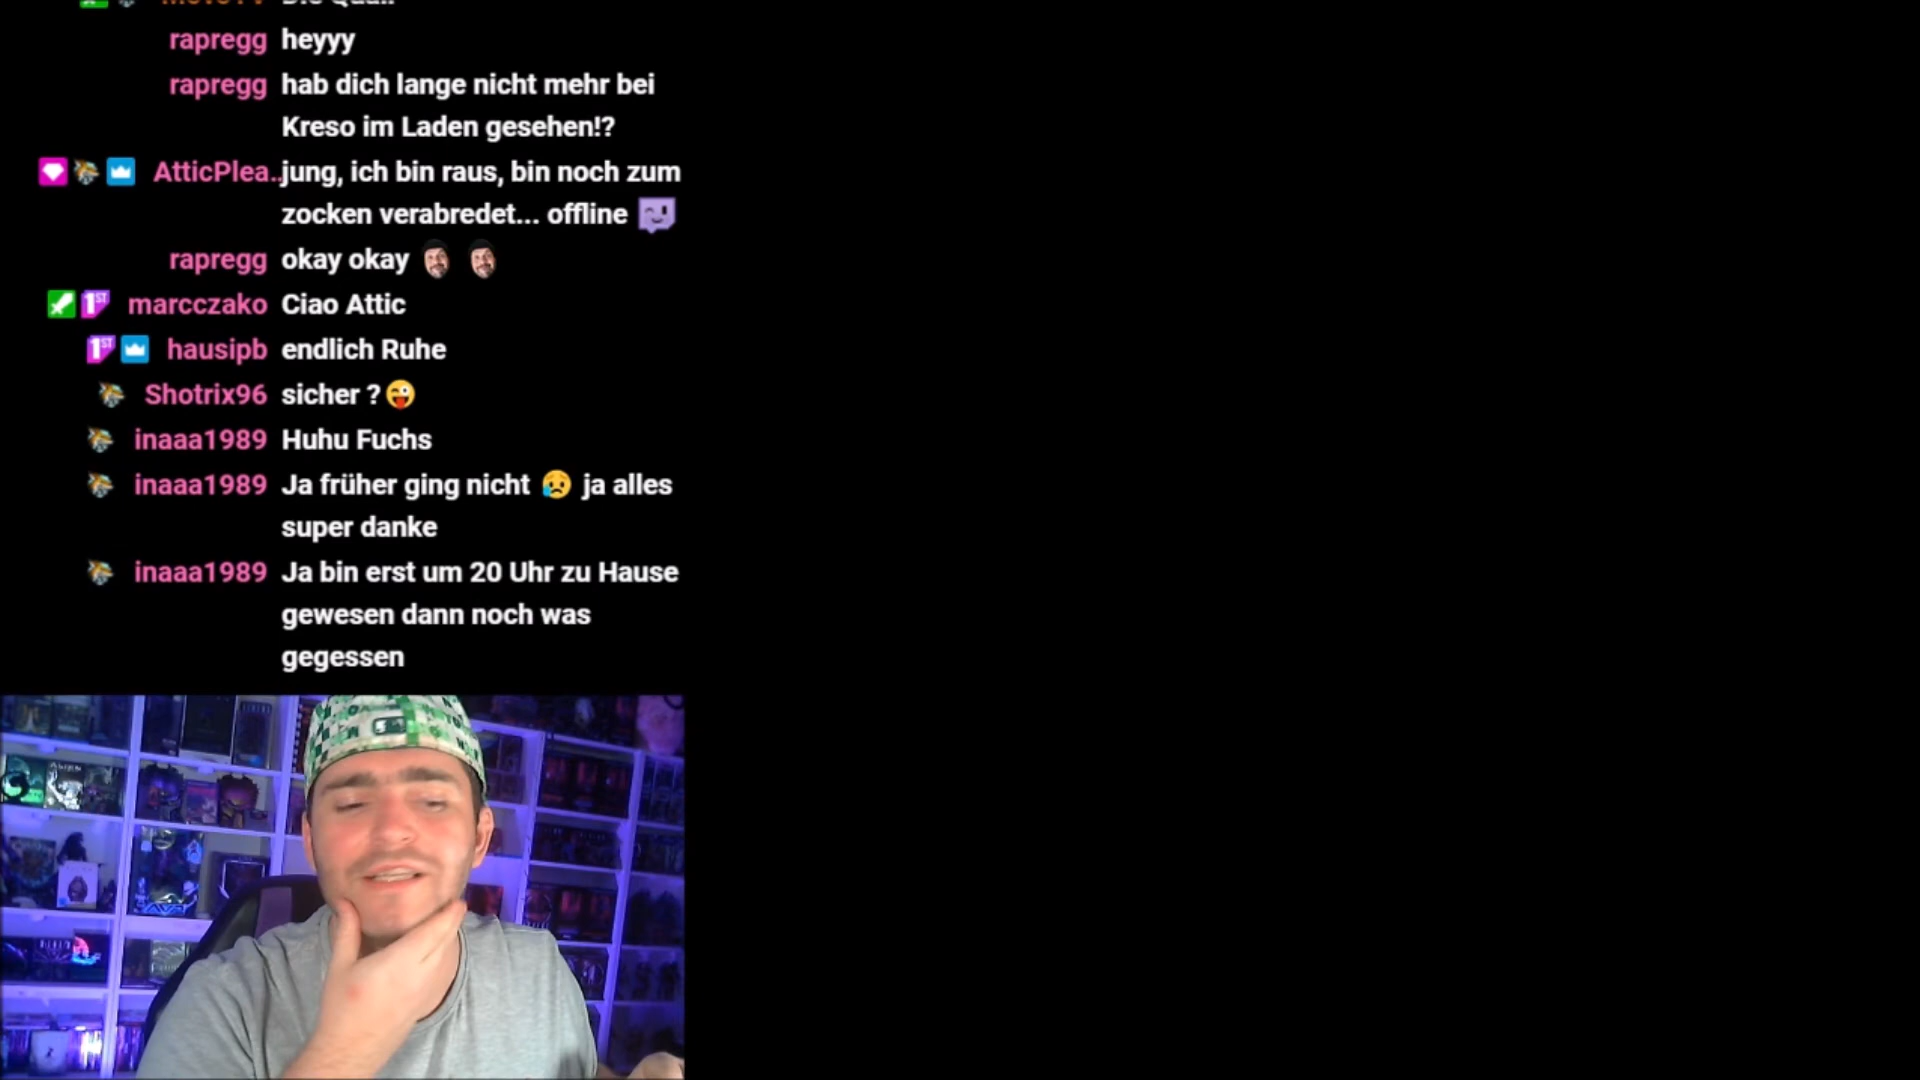 rapregg heyyy
rapregg hab dich lange nicht mehr bei
Kreso im Laden gesehen!?
AtticPlea.. jung, ich bin raus, bin noch zum
zocken verabredet... offline
rapregg okay okay
1ST marcczako Ciao Attic
1ST hausipb endlich Ruhe
Shotrix96 sicher ?😜
inaaa1989 Huhu Fuchs
inaaa1989 Ja früher ging nicht 😥 ja alles
super danke
inaaa1989 Ja bin erst um 20 Uhr zu Hause
gewesen dann noch was
gegessen